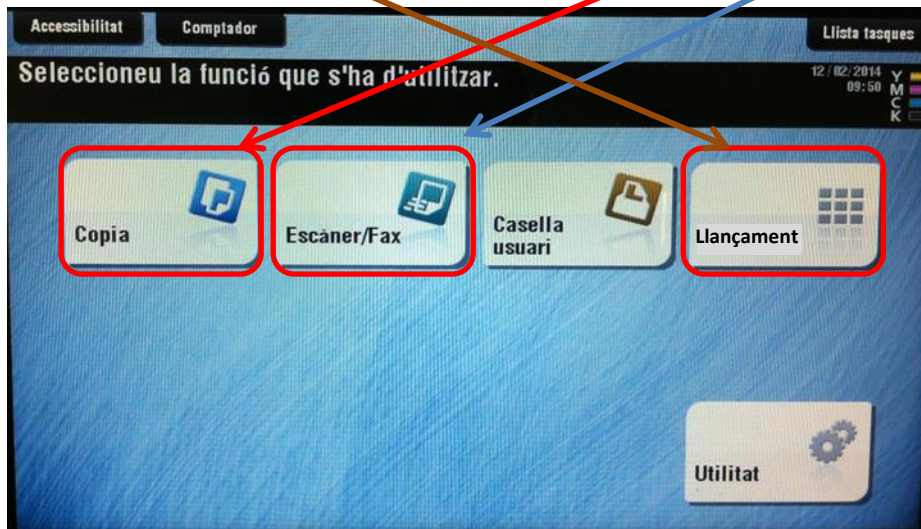 Accessibilitat
Comptador
Llista tasques
Seleccioneu la funció que s'ha d'utilitzar.
12/02/2014
09:50
Y
M
C
K
Copia
Escàner/Fax
Casella
usuari
Llançament
Utilitat